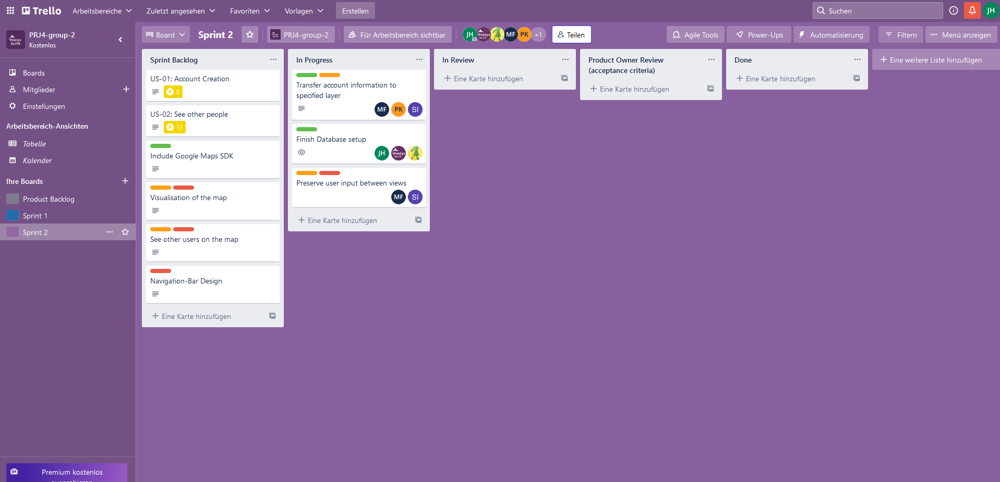 Trello
Arbeitsbereiche
Zuletzt angesehen
Favoriten
Vorlagen
Erstellen
Suchen
JH
PRJ4-group-2
Kostenlos
Boards
Mitglieder
Einstellungen
Arbeitsbereich-Ansichten
Tabelle
Kalender
Ihre Boards
Product Backlog
Sprint 1
Sprint 2
Premium kostenlos
ausprobieren
Board
Sprint 2
PRJ4-group-2
Für Arbeitsbereich sichtbar
JH
Fontys
MF
PK
+1
Teilen
Agile Tools
Power-Ups
Automatisierung
Filtern
Menü anzeigen
Sprint Backlog
US-01: Account Creation
P 8
US-02: See other people
P 13
Include Google Maps SDK
Visualisation of the map
See other users on the map
Navigation-Bar Design
Eine Karte hinzufügen
In Progress
Transfer account information to
specified layer
MF PK SI
Finish Database setup
JH Fontys
Preserve user input between views
MF SI
Eine Karte hinzufügen
In Review
Eine Karte hinzufügen
Product Owner Review
(acceptance criteria)
Eine Karte hinzufügen
Done
Eine Karte hinzufügen
Eine weitere Liste hinzufügen